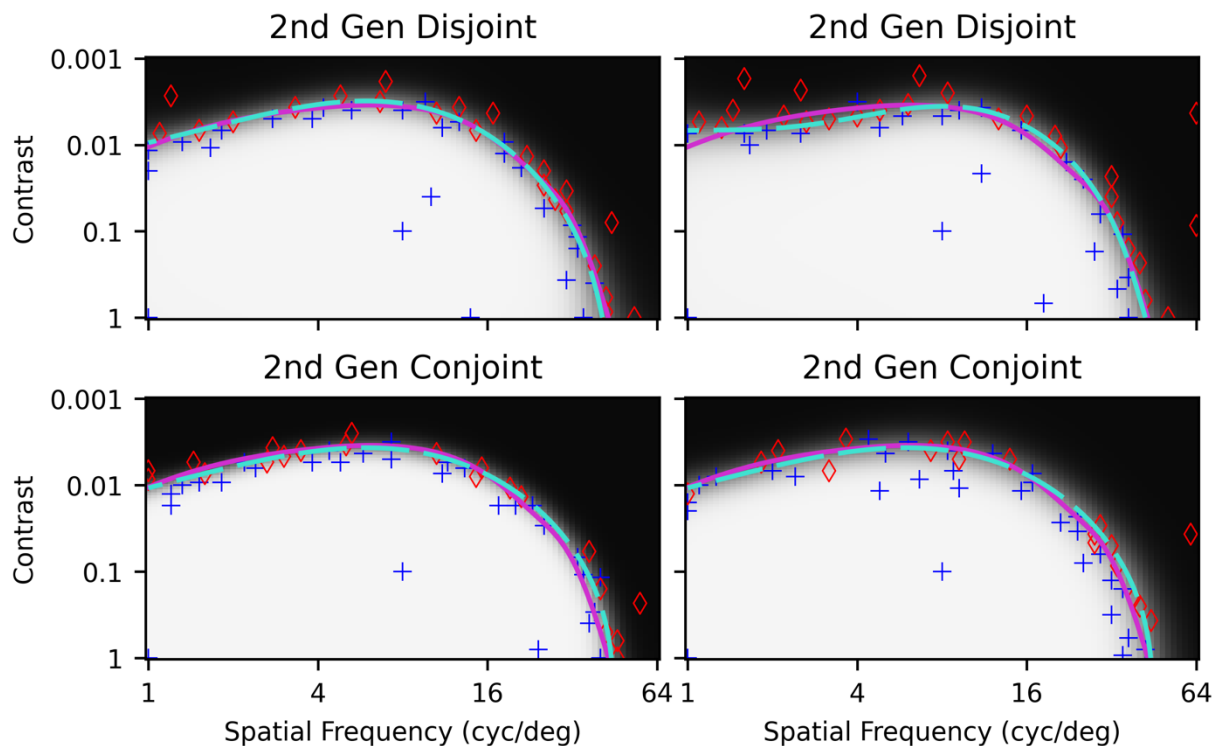 2nd Gen Disjoint
2nd Gen Disjoint
0.001
0.01
0.1
1
Contrast
2nd Gen Conjoint
2nd Gen Conjoint
0.001
0.01
0.1
1
Contrast
1 4 16 64
1 4 16 64
Spatial Frequency (cyc/deg)
Spatial Frequency (cyc/deg)